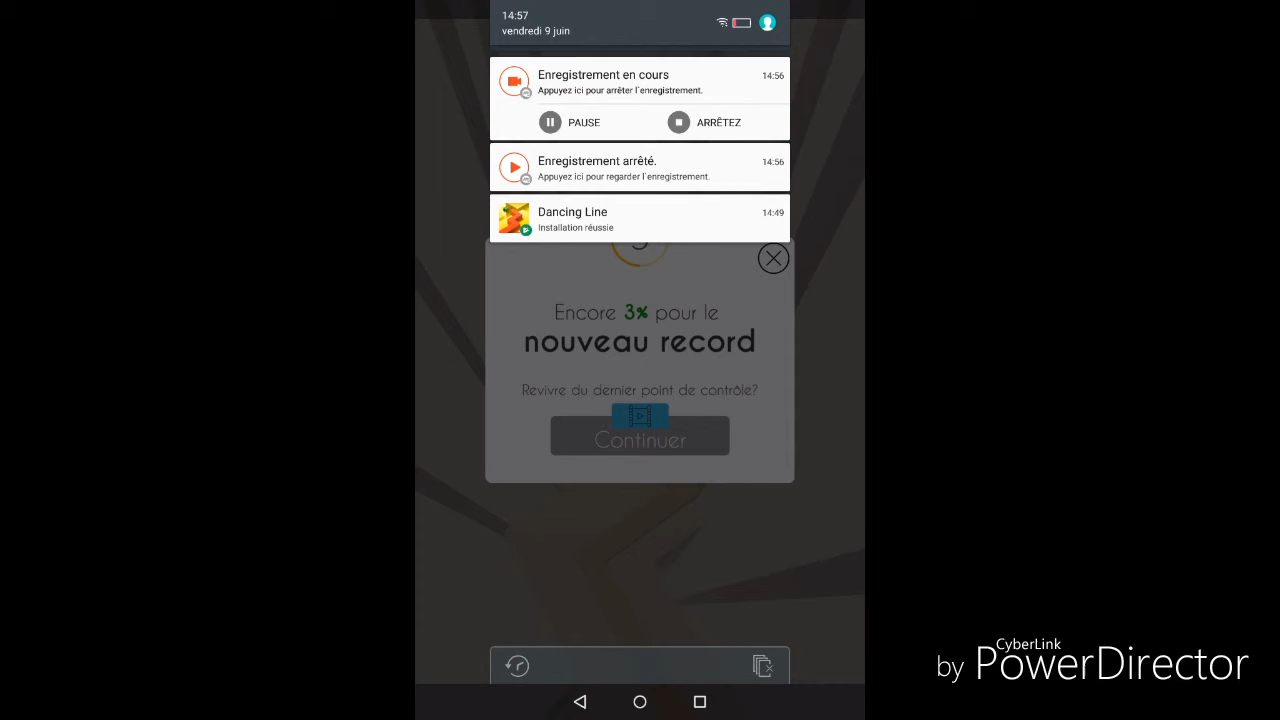 14:57
vendredi 9 juin
Enregistrement en cours
14:56
Appuyez ici pour arrêter l'enregistrement.
PAUSE
ARRÊTEZ
Enregistrement arrêté.
14:56
Appuyez ici pour regarder l'enregistrement.
Dancing Line
14:49
Installation réussie
Encore 3% pour le
nouveau record
Revivre du dernier point de contrôle?
Continuer
CyberLink
by PowerDirector